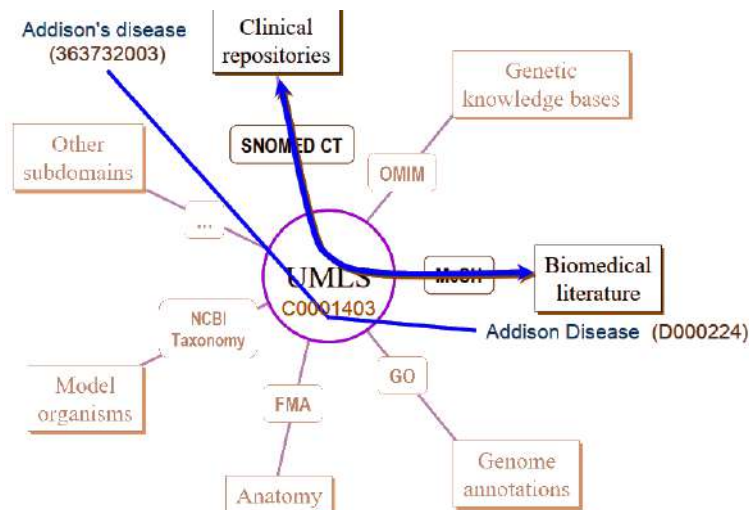 Addison's disease
(363732003)
Clinical
repositories
Genetic
knowledge bases
Other
subdomains
SNOMED CT
OMIM
...
UMLS
C0001403
MeSH
Biomedical
literature
NCBI
Taxonomy
Addison Disease (D000224)
Model
organisms
FMA
GO
Anatomy
Genome
annotations